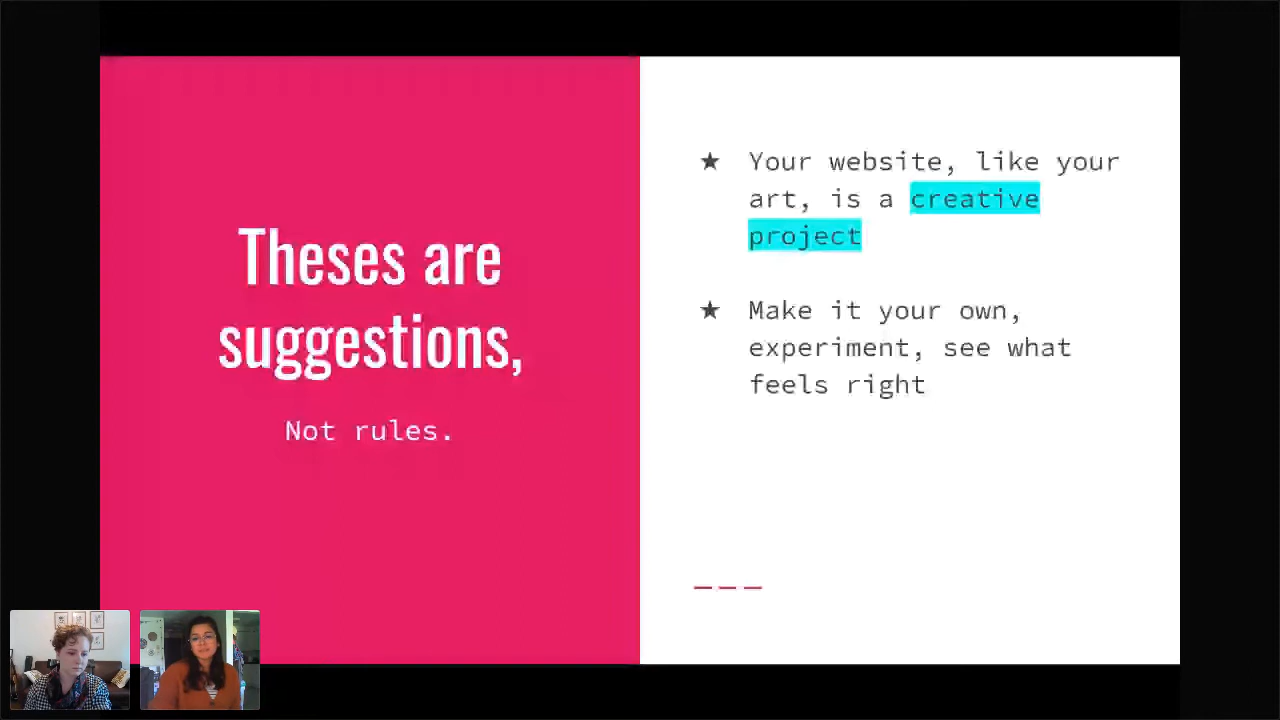 Theses are
suggestions,
Not rules.
★ Your website, like your
art, is a creative
project
★ Make it your own,
experiment, see what
feels right